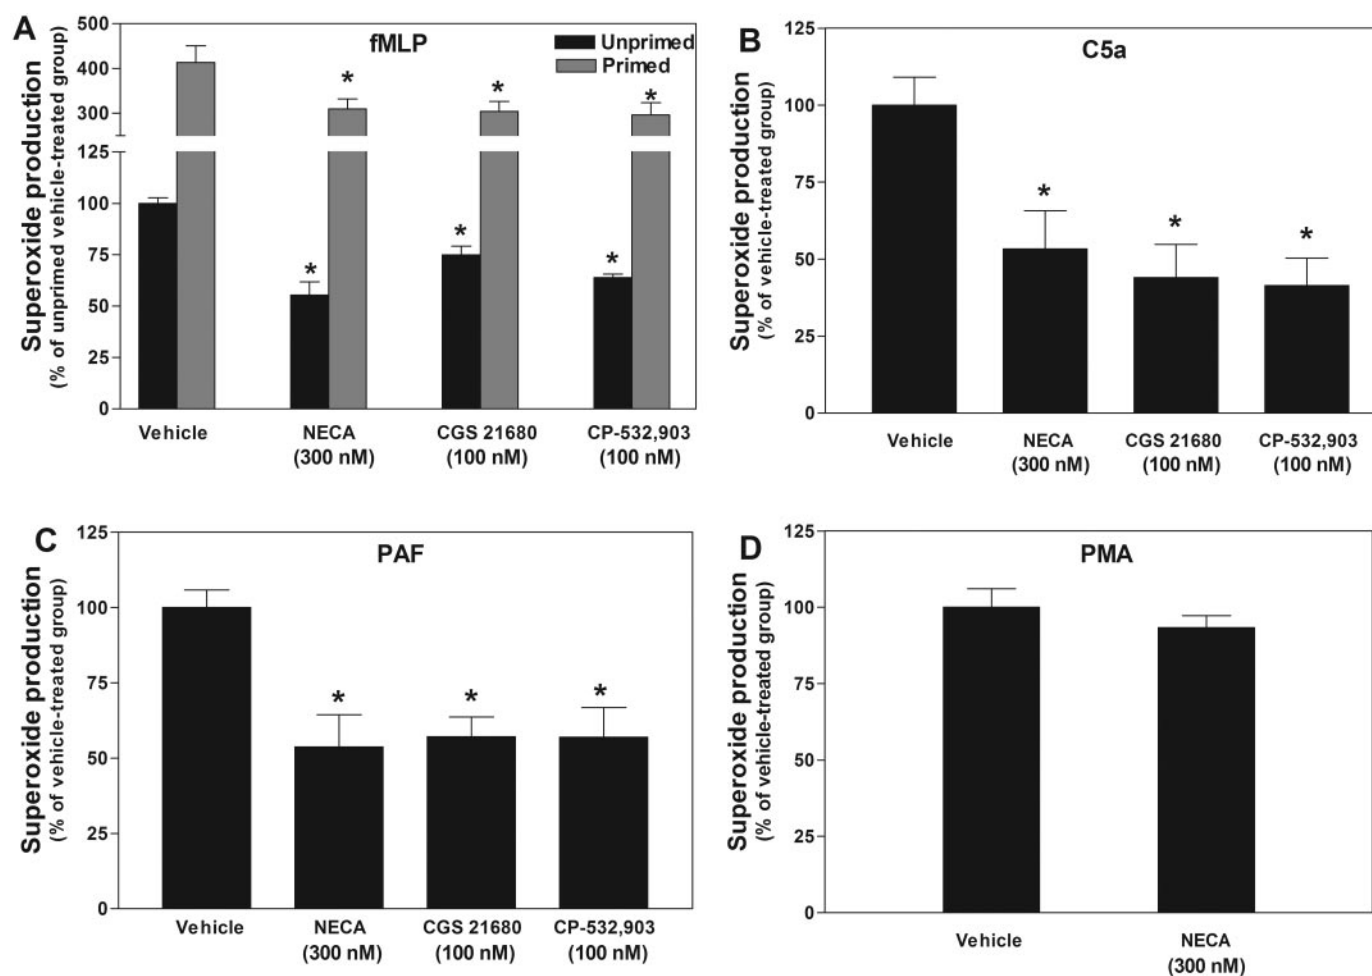 A
fMLP
Unprimed
Primed
Superoxide production
(% of unprimed vehicle-treated group)
500
400
300
125
100
75
50
25
0
*
*
*
*
*
*
Vehicle
NECA
(300 nM)
CGS 21680
(100 nM)
CP-532,903
(100 nM)
B
C5a
Superoxide production
(% of vehicle-treated group)
125
100
75
50
25
0
*
*
*
Vehicle
NECA
(300 nM)
CGS 21680
(100 nM)
CP-532,903
(100 nM)
C
PAF
Superoxide production
(% of vehicle-treated group)
125
100
75
50
25
0
*
*
*
Vehicle
NECA
(300 nM)
CGS 21680
(100 nM)
CP-532,903
(100 nM)
D
PMA
Superoxide production
(% of vehicle-treated group)
125
100
75
50
25
0
Vehicle
NECA
(300 nM)